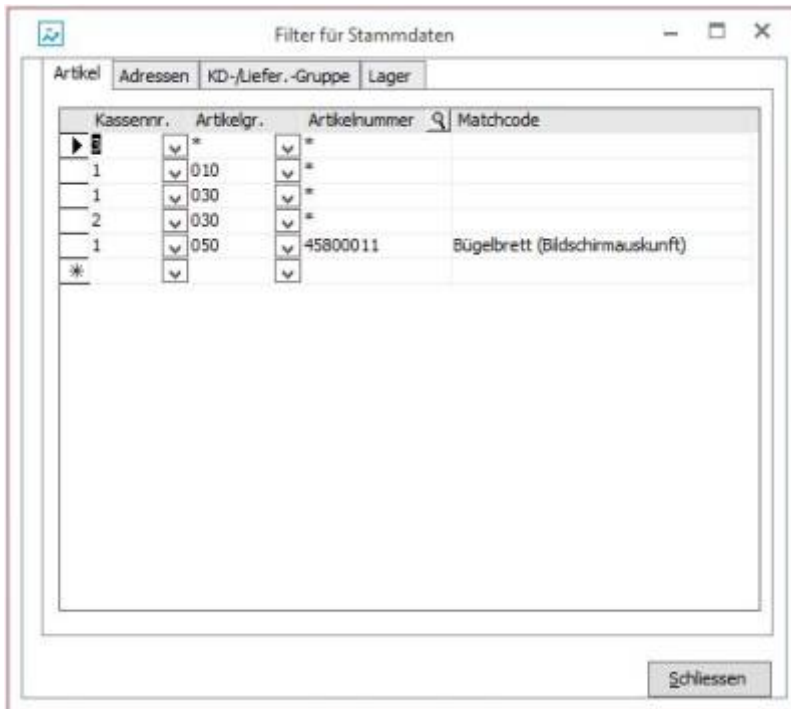 Filter für Stammdaten
Artikel Adressen KD-/Liefer.-Gruppe Lager
Kassennr. Artikelgr. Artikelnummer Matchcode
3 * *
1 010 *
1 030 *
2 030 *
1 050 45800011 Bügelbrett (Bildschirmauskunft)
*
Schliessen